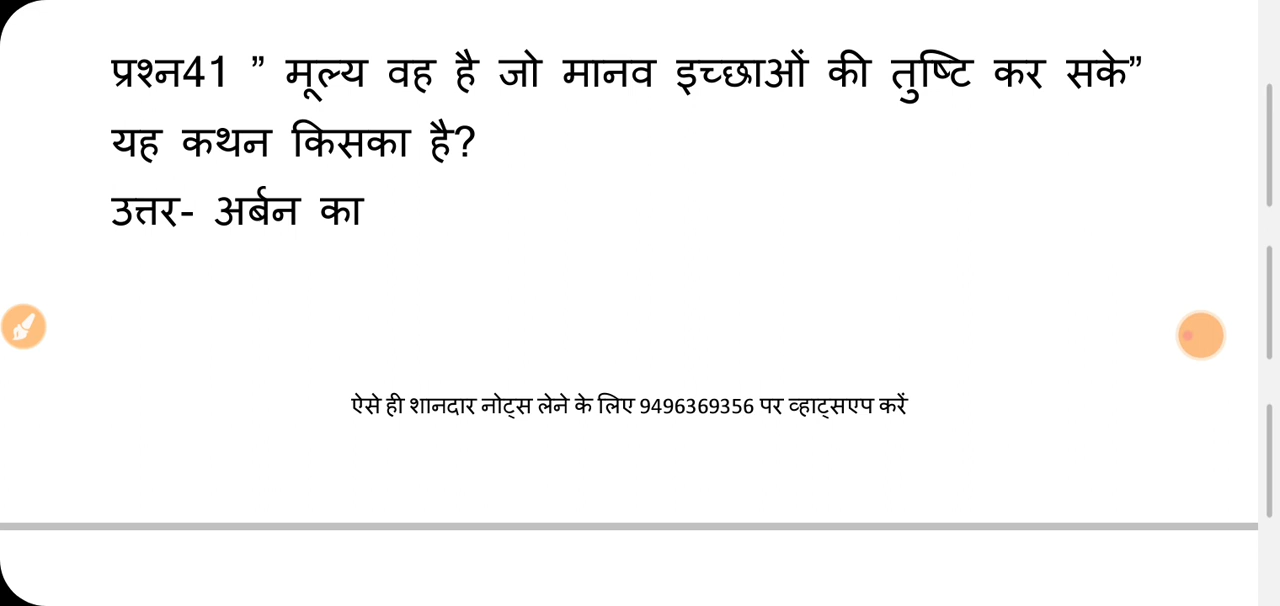 प्रश्न41 ” मूल्य वह है जो मानव इच्छाओं की तुष्टि कर सके”
यह कथन किसका है?
उत्तर- अर्बन का
ऐसे ही शानदार नोट्स लेने के लिए 9496369356 पर व्हाट्सएप करें